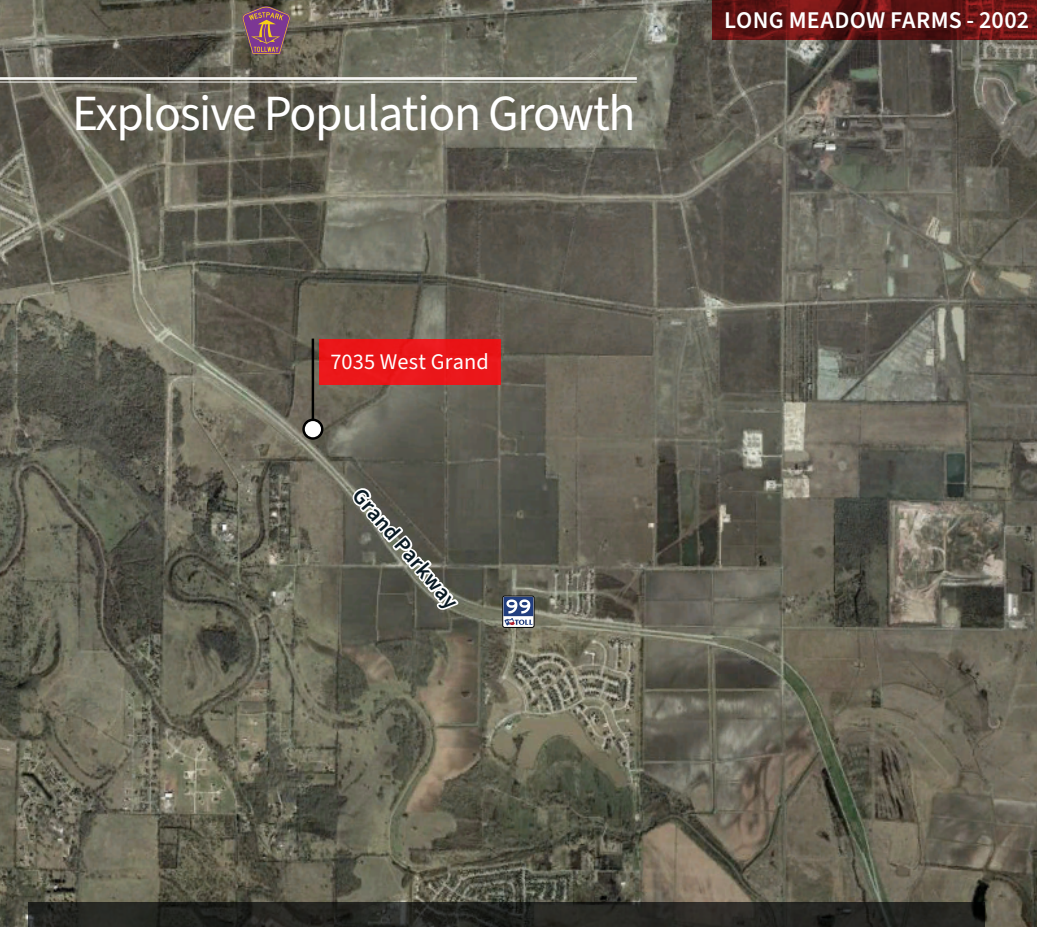 LONG MEADOW FARMS - 2002
WESTPARK
TOLLWAY
Explosive Population Growth
7035 West Grand
Grand Parkway
99
TOLL